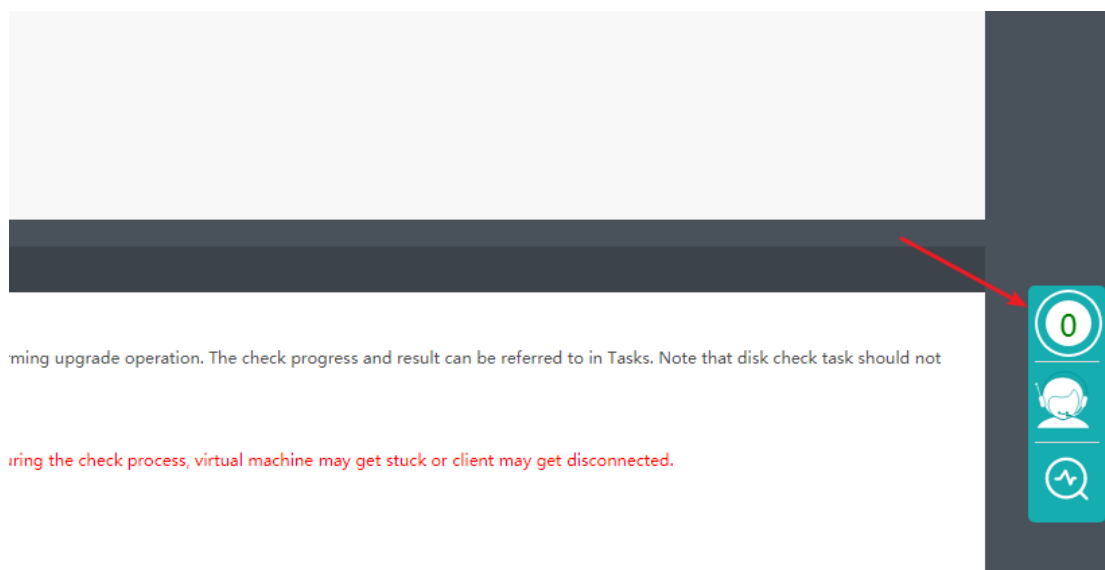 0
ming upgrade operation. The check progress and result can be referred to in Tasks. Note that disk check task should not
uring the check process, virtual machine may get stuck or client may get disconnected.